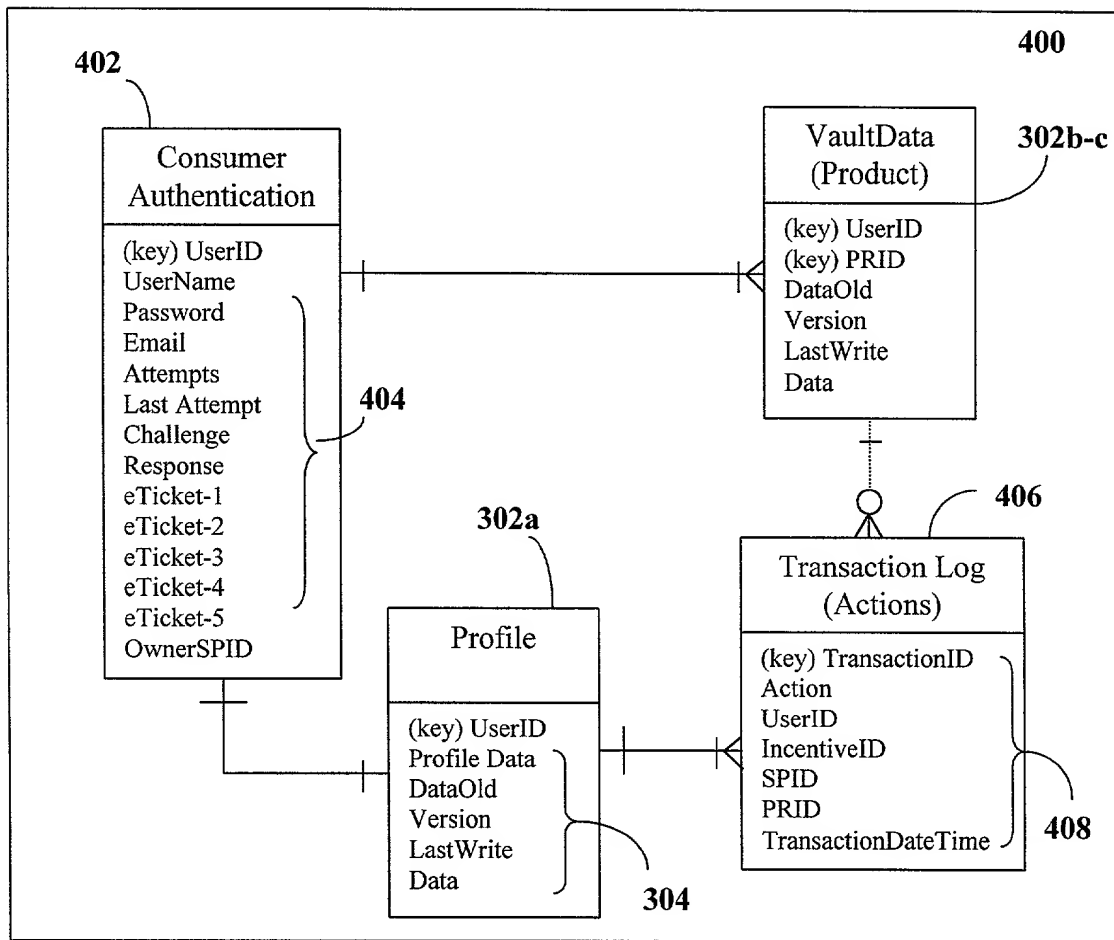 400
402
Consumer
Authentication
(key) UserID
UserName
Password
Email
Attempts
Last Attempt
Challenge
Response
eTicket-1
eTicket-2
eTicket-3
eTicket-4
eTicket-5
OwnerSPID
404
VaultData
(Product)
302b-c
(key) UserID
(key) PRID
DataOld
Version
LastWrite
Data
302a
Profile
(key) UserID
Profile Data
DataOld
Version
LastWrite
Data
304
406
Transaction Log
(Actions)
(key) TransactionID
Action
UserID
IncentiveID
SPID
PRID
TransactionDateTime
408